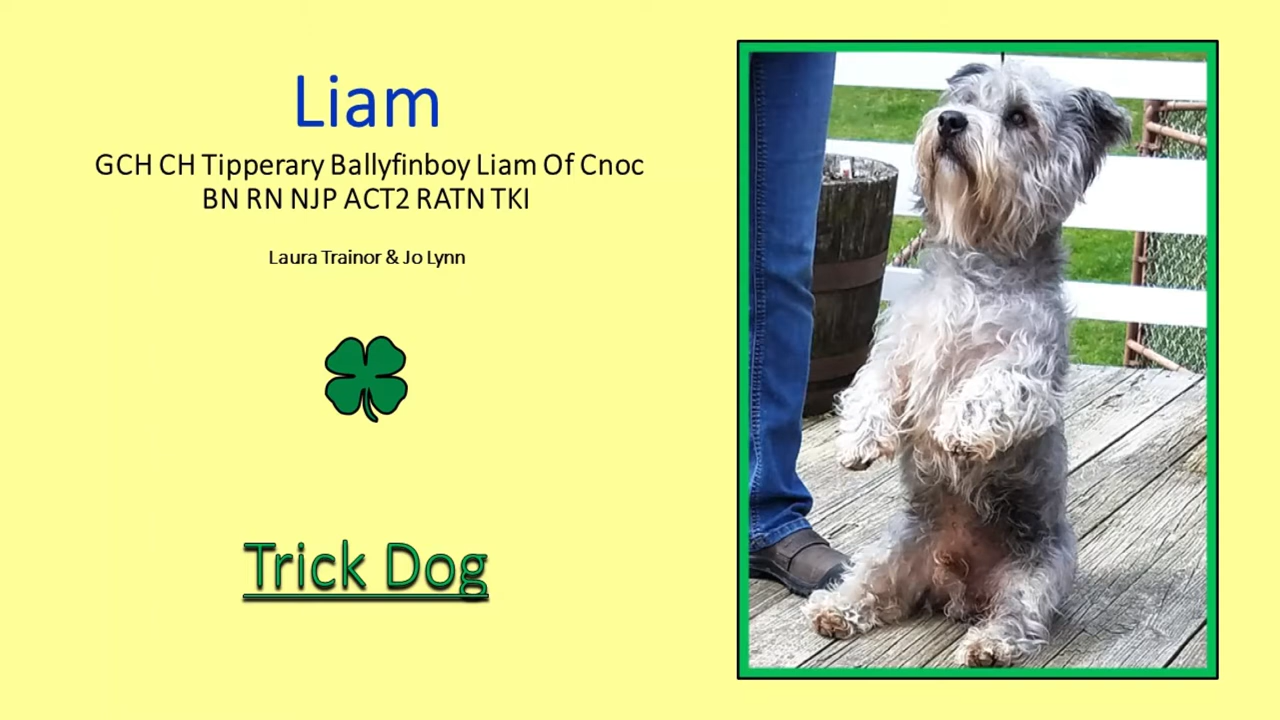 Liam
GCH CH Tipperary Ballyfinboy Liam Of Cnoc
BN RN NJP ACT2 RATN TKI
Laura Trainor & Jo Lynn
Trick Dog